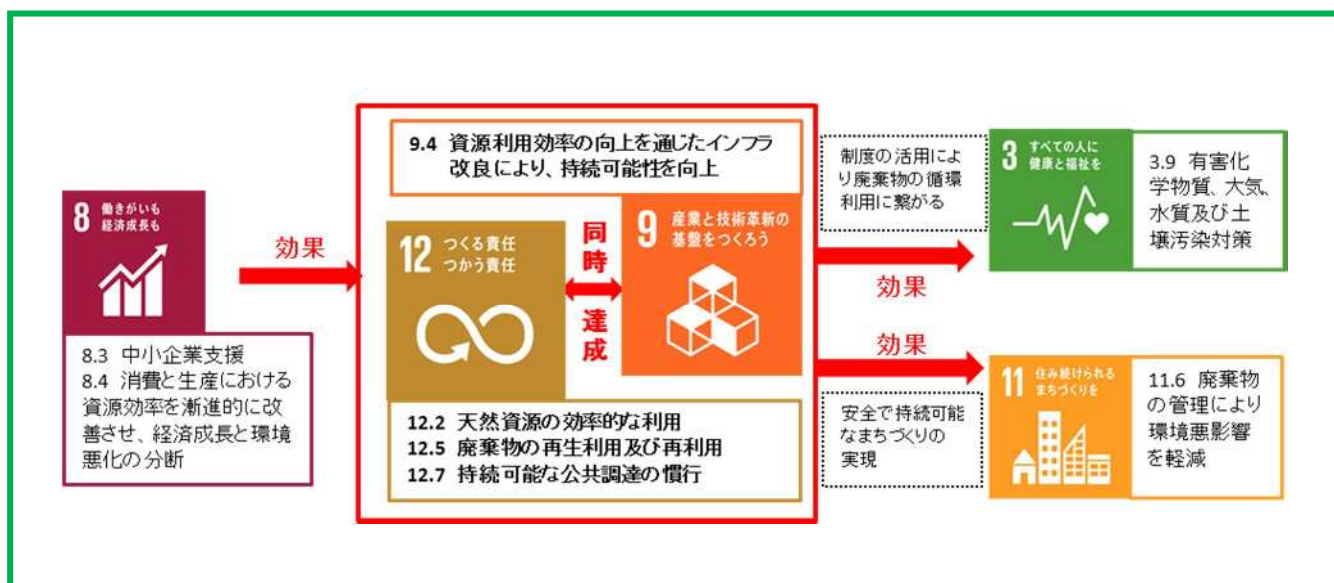 8 働きがいも
経済成長も
8.3 中小企業支援
8.4 消費と生産における
資源効率を漸進的に改
善させ、経済成長と環境
悪化の分断
効果
9.4 資源利用効率の向上を通じたインフラ
改良により、持続可能性を向上
12 つくる責任
つかう責任
同時
達成
9 産業と技術革新の
基盤をつくろう
12.2 天然資源の効率的な利用
12.5 廃棄物の再生利用及び再利用
12.7 持続可能な公共調達の慣行
制度の活用によ
り廃棄物の循環
利用に繋がる
効果
3 すべての人に
健康と福祉を
3.9 有害化
学物質、大気、
水質及び土
壌汚染対策
効果
安全で持続可能
なまちづくりの
実現
11 住み続けられる
まちづくりを
11.6 廃棄物
の管理により
環境悪影響
を軽減